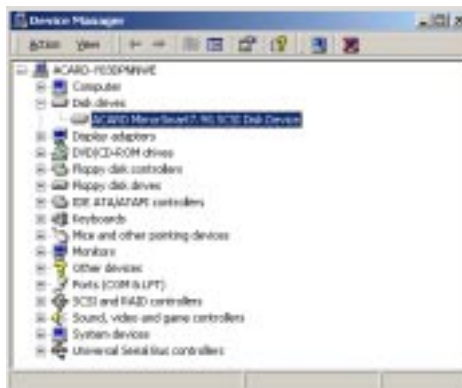 Device Manager
Action View
ACARD-
Computer
Disk drives
ACARD MirrorSmart SCSI Disk Device
Display adapters
DVD/CD-ROM drives
Floppy disk controllers
Floppy disk drives
IDE ATA/ATAPI controllers
Keyboards
Mice and other pointing devices
Monitors
Other devices
Ports (COM & LPT)
SCSI and RAID controllers
Sound, video and game controllers
System devices
Universal Serial Bus controllers